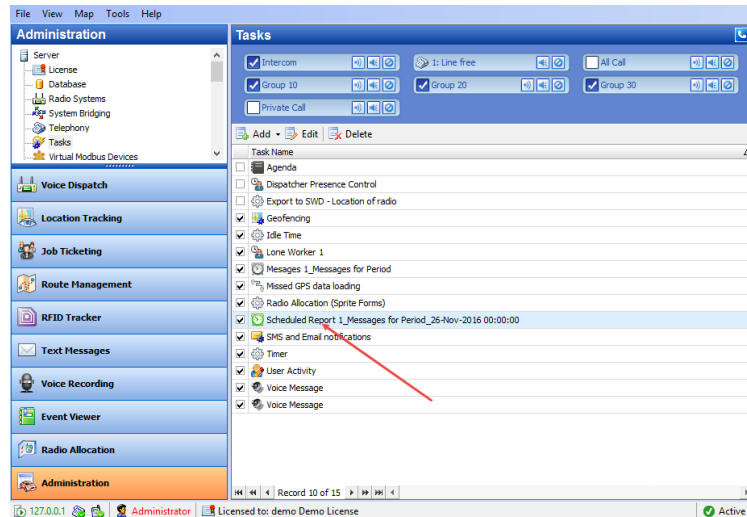 File View Map Tools Help
Administration
Server
License
Database
Radio Systems
System Bridging
Telephony
Tasks
Virtual Modbus Devices
Voice Dispatch
Location Tracking
Job Ticketing
Route Management
RFID Tracker
Text Messages
Voice Recording
Event Viewer
Radio Allocation
Administration
Tasks
Intercom 1: Line free All Call
Group 10 Group 20 Group 30
Private Call
Add Edit Delete
Task Name
Agenda
Dispatcher Presence Control
Export to SWD - Location of radio
Geofencing
Idle Time
Lone Worker 1
Mesages 1_Messages for Period
Missed GPS data loading
Radio Allocation (Sprite Forms)
Scheduled Report 1_Messages for Period_26-Nov-2016 00:00:00
SMS and Email notifications
Timer
User Activity
Voice Message
Voice Message
Record 10 of 15
127.0.0.1 Administrator Licensed to: demo Demo License Active